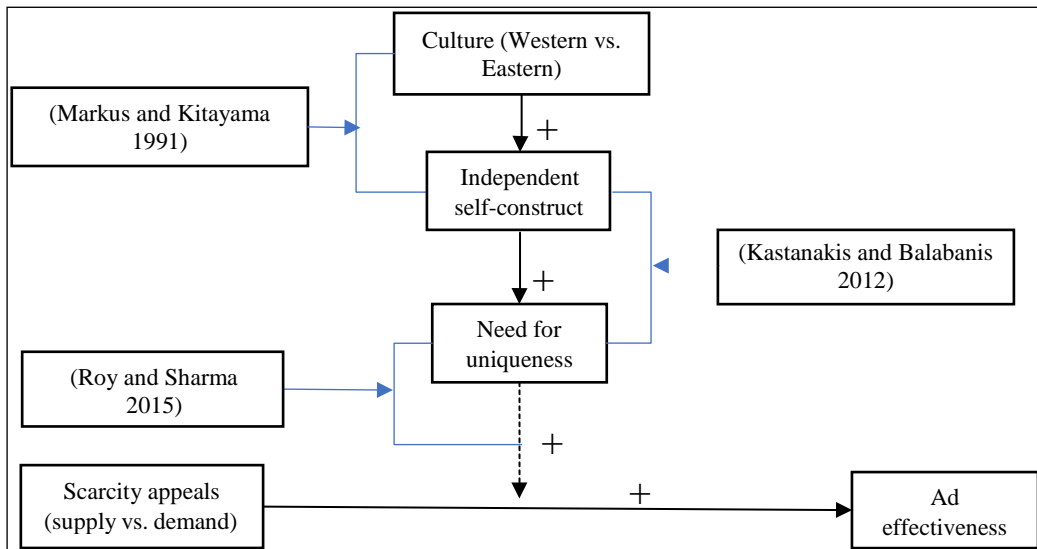 Culture (Western vs.
Eastern)
(Markus and Kitayama
1991)
+
Independent
self-construct
(Kastanakis and Balabanis
2012)
+
Need for
uniqueness
(Roy and Sharma
2015)
+
Scarcity appeals
(supply vs. demand)
+
Ad
effectiveness